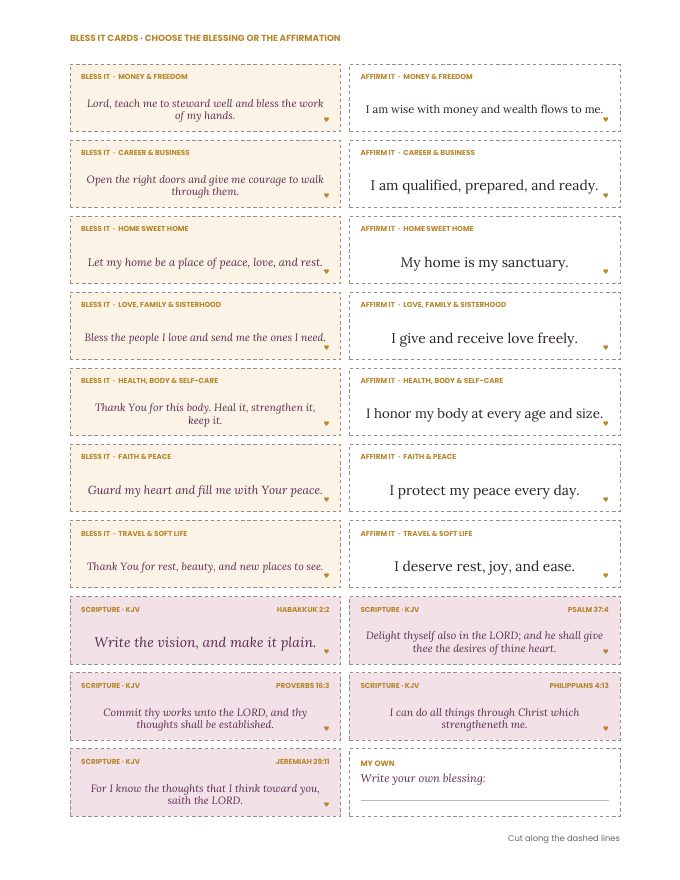 BLESS IT CARDS · CHOOSE THE BLESSING OR THE AFFIRMATION
BLESS IT · MONEY & FREEDOM
Lord, teach me to steward well and bless the work
of my hands.
AFFIRM IT · MONEY & FREEDOM
I am wise with money and wealth flows to me.
BLESS IT · CAREER & BUSINESS
Open the right doors and give me courage to walk
through them.
AFFIRM IT · CAREER & BUSINESS
I am qualified, prepared, and ready.
BLESS IT · HOME SWEET HOME
Let my home be a place of peace, love, and rest.
AFFIRM IT · HOME SWEET HOME
My home is my sanctuary.
BLESS IT · LOVE, FAMILY & SISTERHOOD
Bless the people I love and send me the ones I need.
AFFIRM IT · LOVE, FAMILY & SISTERHOOD
I give and receive love freely.
BLESS IT · HEALTH, BODY & SELF-CARE
Thank You for this body. Heal it, strengthen it,
keep it.
AFFIRM IT · HEALTH, BODY & SELF-CARE
I honor my body at every age and size.
BLESS IT · FAITH & PEACE
Guard my heart and fill me with Your peace.
AFFIRM IT · FAITH & PEACE
I protect my peace every day.
BLESS IT · TRAVEL & SOFT LIFE
Thank You for rest, beauty, and new places to see.
AFFIRM IT · TRAVEL & SOFT LIFE
I deserve rest, joy, and ease.
SCRIPTURE · KJV HABAKKUK 2:2
Write the vision, and make it plain.
SCRIPTURE · KJV PSALM 37:4
Delight thyself also in the LORD; and he shall give
thee the desires of thine heart.
SCRIPTURE · KJV PROVERBS 16:3
Commit thy works unto the LORD, and thy
thoughts shall be established.
SCRIPTURE · KJV PHILIPPIANS 4:13
I can do all things through Christ which
strengtheneth me.
SCRIPTURE · KJV JEREMIAH 29:11
For I know the thoughts that I think toward you,
saith the LORD.
MY OWN
Write your own blessing:
Cut along the dashed lines